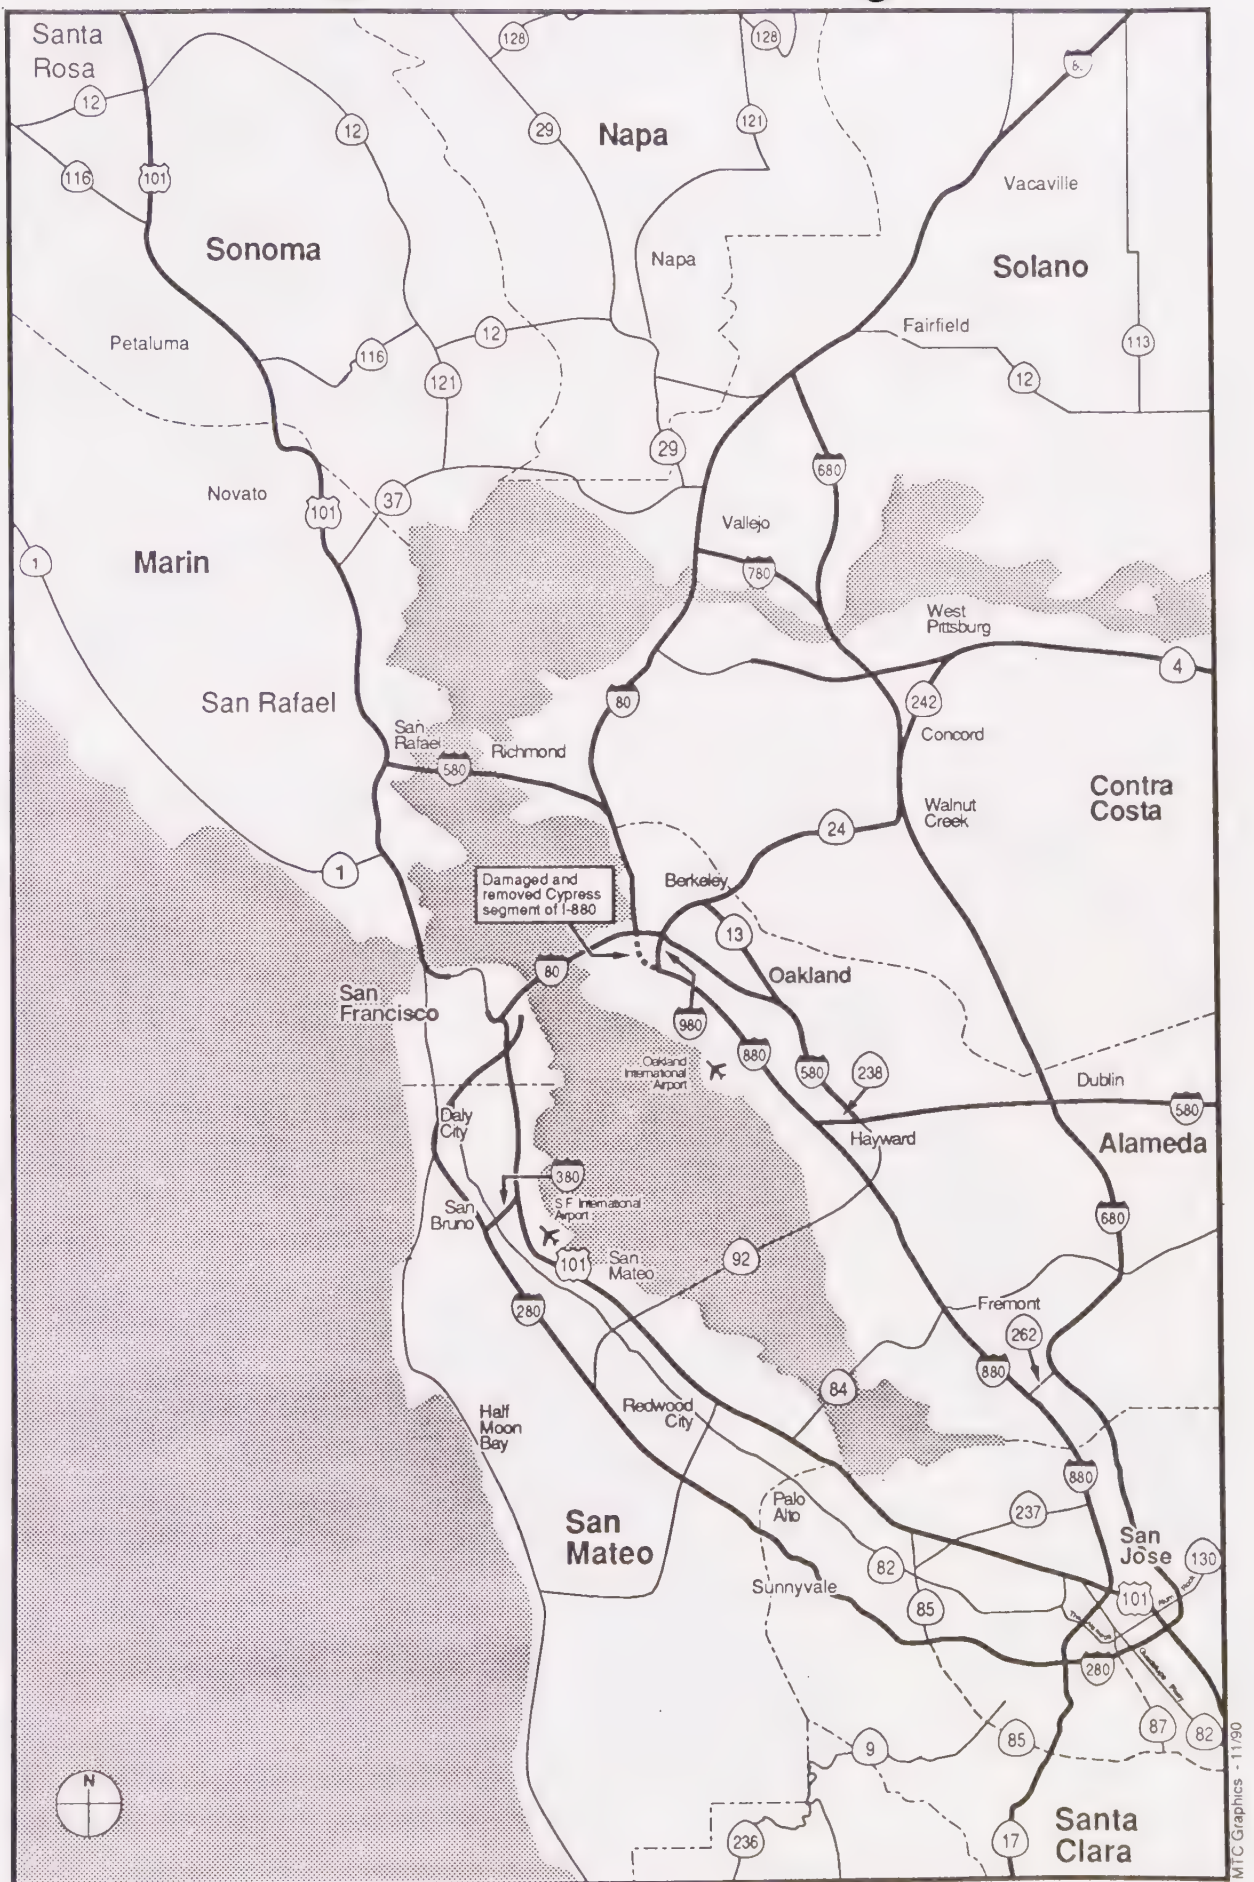 Santa
Rosa
128
128
8
12
12
29
Napa
121
116
101
Vacaville
Sonoma
Napa
Solano
Petaluma
116
12
Fairfield
113
121
12
29
680
Novato
101
37
Vallejo
1
Marin
780
West
Pittsburg
4
San Rafael
80
242
San
Rafael
Richmond
Concord
580
Contra
Costa
Walnut
Creek
24
1
Damaged and
removed Cypress
segment of I-880
Berkeley
13
80
Oakland
San
Francisco
980
880
Oakland
International
Airport
580
238
Dublin
580
Daly
City
Hayward
Alameda
380
San
Bruno
S.F. International
Airport
680
101
San
Mateo
92
280
Fremont
262
880
84
Redwood
City
Half
Moon
Bay
880
Palo
Alto
237
San
Mateo
San
Jose
130
82
Sunnyvale
101
85
Alum Rock
The Alameda
280
Guadalupe Pkwy
9
85
87
82
N
236
17
Santa
Clara
MTC Graphics - 11/90